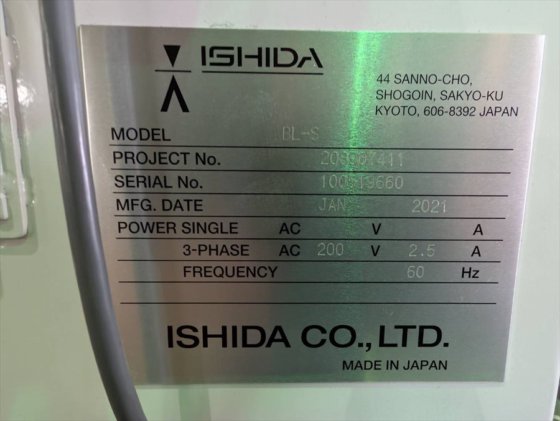 ISHIDA
44 SANNO-CHO,
SHOGOIN, SAKYO-KU
KYOTO, 606-8392 JAPAN
MODEL BL-S
PROJECT No.
SERIAL No.
MFG. DATE JAN 2021
POWER SINGLE AC V A
3-PHASE AC 200 V 2.5 A
FREQUENCY 60 Hz
ISHIDA CO., LTD.
MADE IN JAPAN